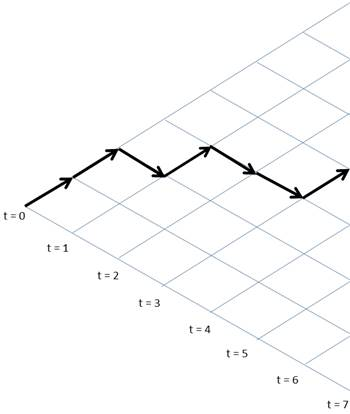 t = 0
t = 1
t = 2
t = 3
t = 4
t = 5
t = 6
t = 7